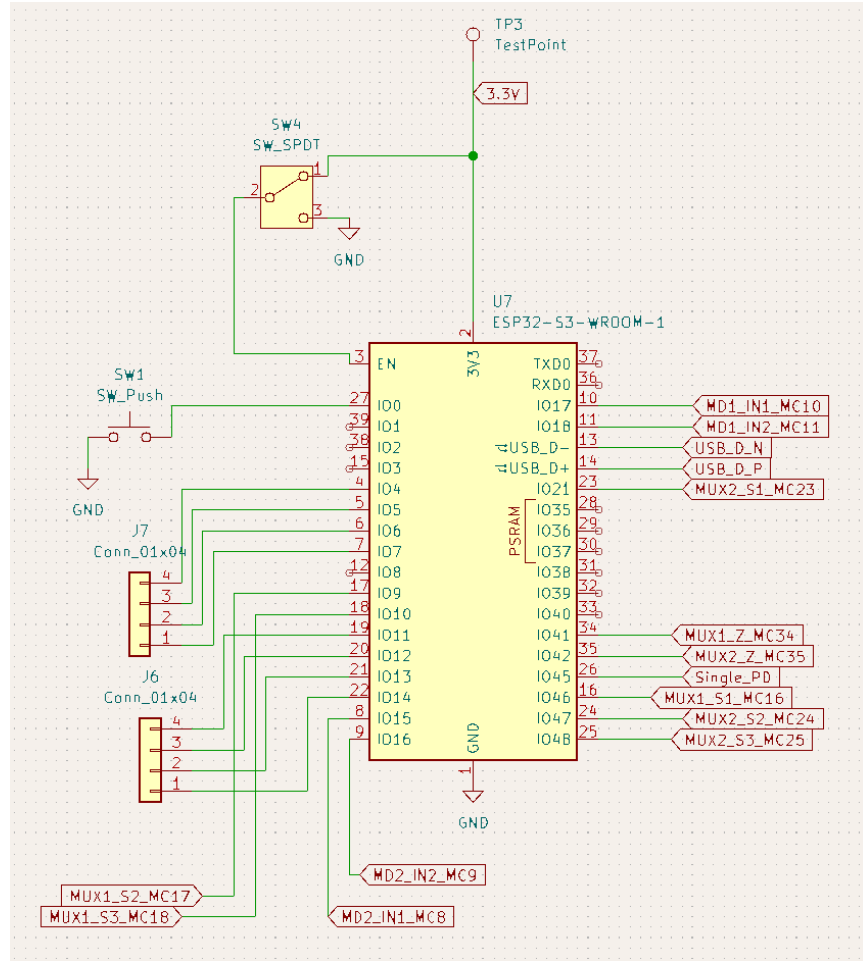 TP3
TestPoint
3.3V
SW4
SW_SPDT
1
2
3
GND
U7
ESP32-S3-WROOM-1
2
3V3
3 EN TXD0 37
RXD0 36
SW1
SW_Push
27 IO0 IO17 10 MD1_IN1_MC10
39 IO1 IO18 11 MD1_IN2_MC11
38 IO2 USB_D- 13 USB_D_N
15 IO3 USB_D+ 14 USB_D_P
4 IO4 IO21 23 MUX2_S1_MC23
GND
5 IO5 IO35 28
6 IO6 IO36 29
7 IO7 IO37 30
PSRAM
J7
Conn_01x04
4
3
2
1
12 IO8 IO38 31
17 IO9 IO39 32
18 IO10 IO40 33
19 IO11 IO41 34 MUX1_Z_MC34
20 IO12 IO42 35 MUX2_Z_MC35
21 IO13 IO45 26 Single_PD
22 IO14 IO46 16 MUX1_S1_MC16
8 IO15 IO47 24 MUX2_S2_MC24
9 IO16 IO48 25 MUX2_S3_MC25
J6
Conn_01x04
4
3
2
1
GND
1
GND
MD2_IN2_MC9
MUX1_S2_MC17
MUX1_S3_MC18
MD2_IN1_MC8